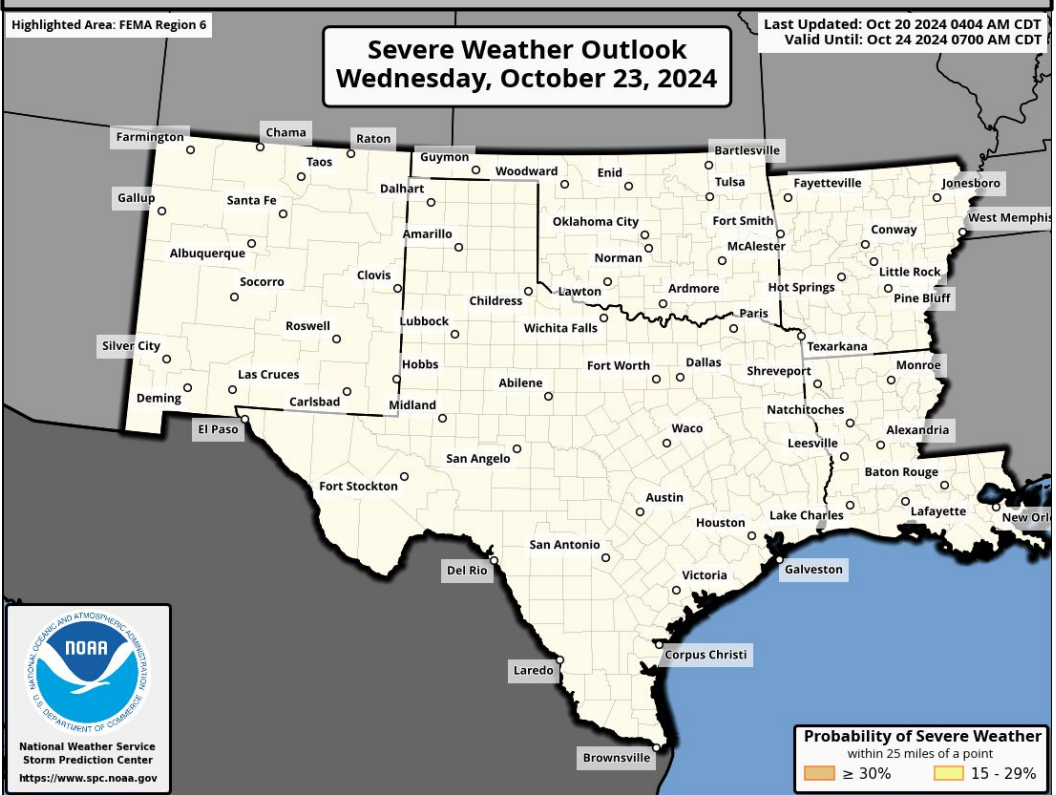 Highlighted Area: FEMA Region 6
Last Updated: Oct 20 2024 0404 AM CDT
Valid Until: Oct 24 2024 0700 AM CDT
Severe Weather Outlook
Wednesday, October 23, 2024
Farmington
Chama
Raton
Taos
Guymon
Woodward
Enid
Bartlesville
Tulsa
Fayetteville
Jonesboro
Gallup
Santa Fe
Dalhart
Oklahoma City
Fort Smith
West Memphis
Albuquerque
Amarillo
Norman
McAlester
Conway
Socorro
Clovis
Childress
Lawton
Ardmore
Hot Springs
Little Rock
Pine Bluff
Roswell
Lubbock
Wichita Falls
Paris
Texarkana
Silver City
Las Cruces
Hobbs
Fort Worth
Dallas
Shreveport
Monroe
Deming
Carlsbad
Midland
Abilene
Natchitoches
El Paso
San Angelo
Waco
Leesville
Alexandria
Fort Stockton
Austin
Baton Rouge
Houston
Lake Charles
Lafayette
New Orl
Del Rio
San Antonio
Galveston
Victoria
Laredo
Corpus Christi
Brownsville
NATIONAL OCEANIC AND ATMOSPHERIC ADMINISTRATION
NOAA
U.S. DEPARTMENT OF COMMERCE
National Weather Service
Storm Prediction Center
https://www.spc.noaa.gov
Probability of Severe Weather
within 25 miles of a point
≥ 30%
15 - 29%